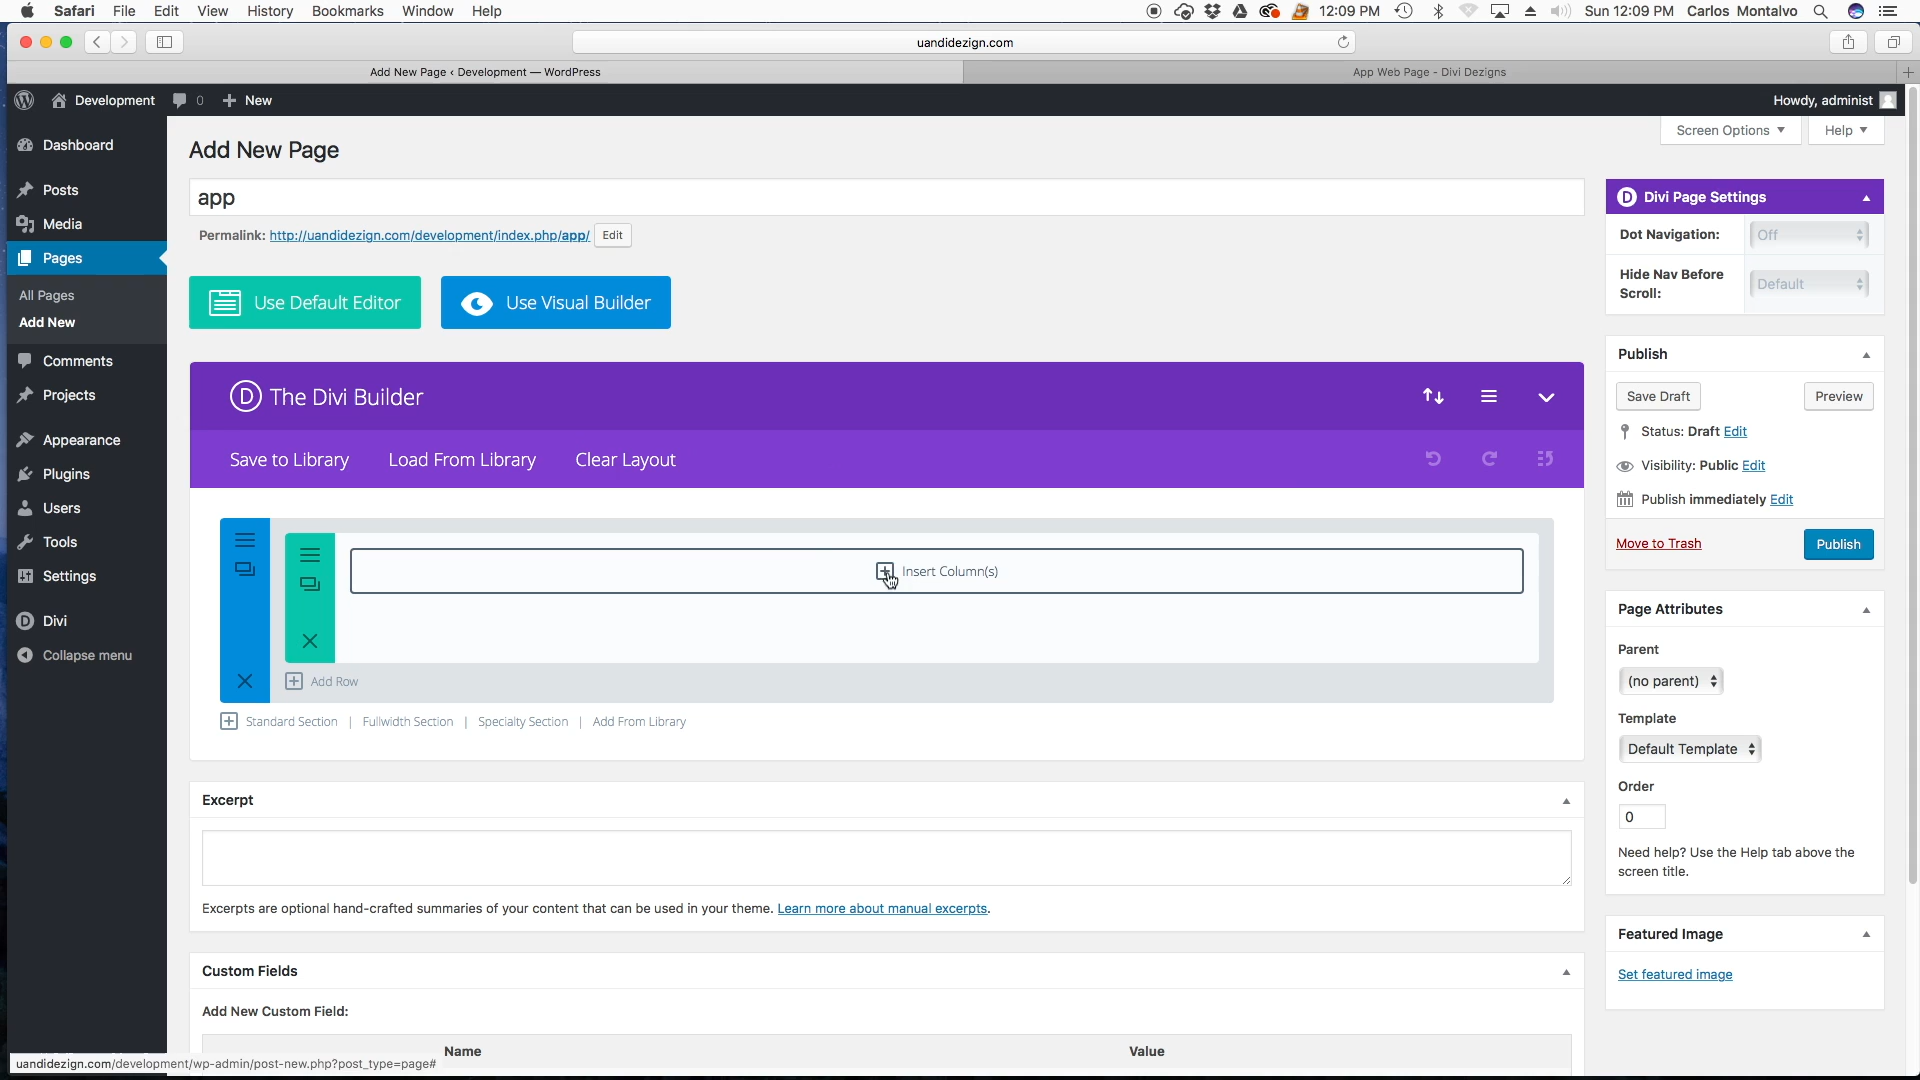 Safari File Edit View History Bookmarks Window Help 12:09 PM Sun 12:09 PM Carlos Montalvo
uandidezign.com
Add New Page ‹ Development — WordPress App Web Page - Divi Dezigns
Development 0 New Howdy, administ
Screen Options Help
Dashboard
Posts
Media
Pages
All Pages
Add New
Comments
Projects
Appearance
Plugins
Users
Tools
Settings
Divi
Collapse menu
Add New Page
app
Permalink: http://uandidezign.com/development/index.php/app/ Edit
Use Default Editor Use Visual Builder
The Divi Builder
Save to Library Load From Library Clear Layout
Insert Column(s)
Add Row
Standard Section | Fullwidth Section | Specialty Section | Add From Library
Excerpt
Excerpts are optional hand-crafted summaries of your content that can be used in your theme. Learn more about manual excerpts.
Custom Fields
Add New Custom Field:
Name Value
Divi Page Settings
Dot Navigation: Off
Hide Nav Before
Scroll: Default
Publish
Save Draft Preview
Status: Draft Edit
Visibility: Public Edit
Publish immediately Edit
Move to Trash Publish
Page Attributes
Parent
(no parent)
Template
Default Template
Order
0
Need help? Use the Help tab above the
screen title.
Featured Image
Set featured image
uandidezign.com/development/wp-admin/post-new.php?post_type=page#